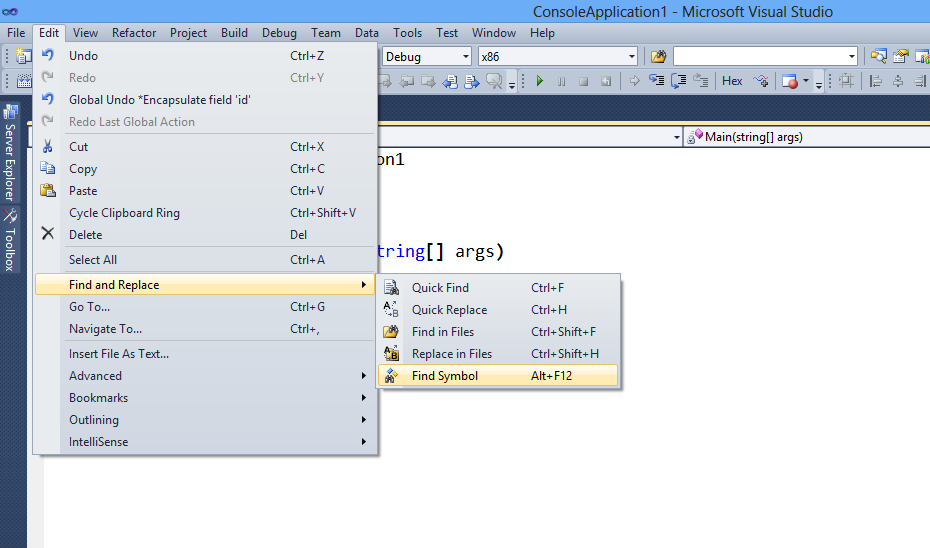 ConsoleApplication1 - Microsoft Visual Studio
File Edit View Refactor Project Build Debug Team Data Tools Test Window Help
Debug x86
Hex
Undo Ctrl+Z
Redo Ctrl+Y
Global Undo *Encapsulate field 'id'
Redo Last Global Action
Cut Ctrl+X
Copy Ctrl+C
Paste Ctrl+V
Cycle Clipboard Ring Ctrl+Shift+V
Delete Del
Select All Ctrl+A
Find and Replace
Go To... Ctrl+G
Navigate To... Ctrl+,
Insert File As Text...
Advanced
Bookmarks
Outlining
IntelliSense
Quick Find Ctrl+F
Quick Replace Ctrl+H
Find in Files Ctrl+Shift+F
Replace in Files Ctrl+Shift+H
Find Symbol Alt+F12
Server Explorer
Toolbox
Main(string[] args)
on1
tring[] args)